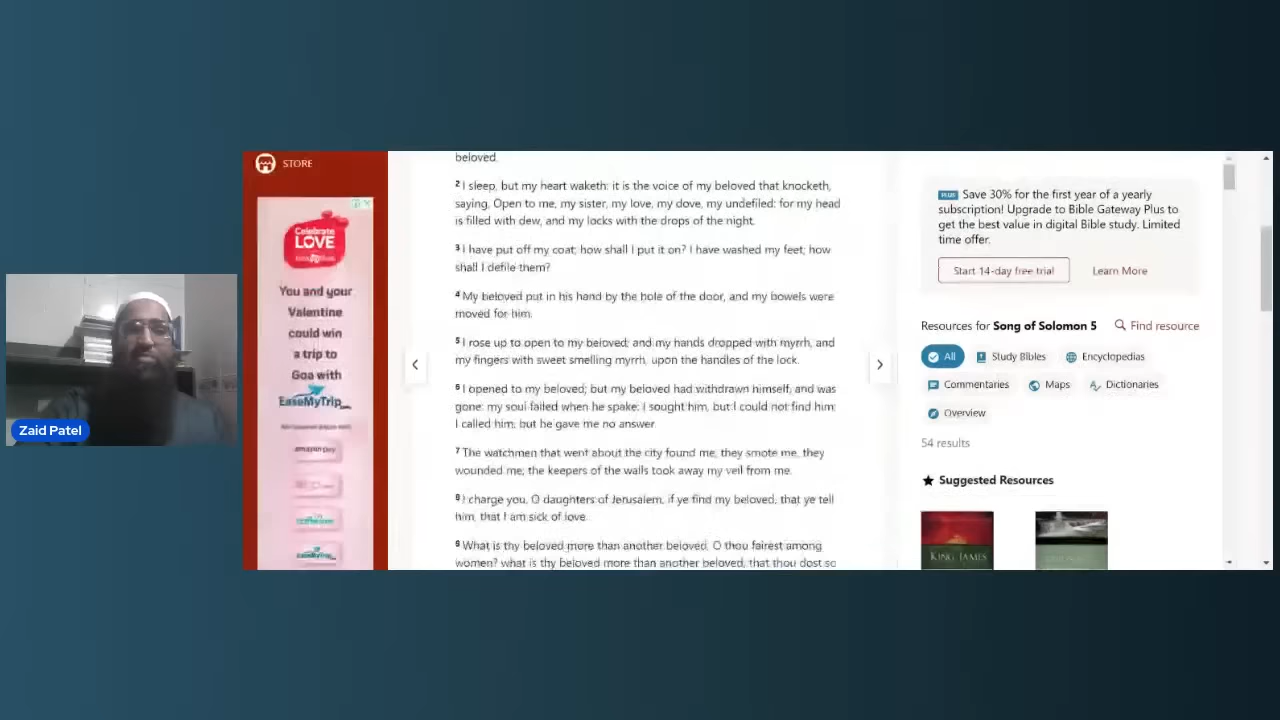 STORE
Celebrate
LOVE
You and your
Valentine
could win
a trip to
Goa with
EaseMyTrip.com
amazon pay
EaseMyTrip
Zaid Patel
beloved.
2 I sleep, but my heart waketh: it is the voice of my beloved that knocketh,
saying, Open to me, my sister, my love, my dove, my undefiled: for my head
is filled with dew, and my locks with the drops of the night.
3 I have put off my coat; how shall I put it on? I have washed my feet; how
shall I defile them?
4 My beloved put in his hand by the hole of the door, and my bowels were
moved for him.
5 I rose up to open to my beloved; and my hands dropped with myrrh, and
my fingers with sweet smelling myrrh, upon the handles of the lock.
6 I opened to my beloved; but my beloved had withdrawn himself, and was
gone: my soul failed when he spake: I sought him, but I could not find him;
I called him, but he gave me no answer.
7 The watchmen that went about the city found me, they smote me, they
wounded me; the keepers of the walls took away my veil from me.
8 I charge you, O daughters of Jerusalem, if ye find my beloved, that ye tell
him, that I am sick of love.
9 What is thy beloved more than another beloved, O thou fairest among
women? what is thy beloved more than another beloved, that thou dost so
PLUS Save 30% for the first year of a yearly
subscription! Upgrade to Bible Gateway Plus to
get the best value in digital Bible study. Limited
time offer.
Start 14-day free trial Learn More
Resources for Song of Solomon 5 Find resource
All Study Bibles Encyclopedias
Commentaries Maps Dictionaries
Overview
54 results
Suggested Resources
KING JAMES